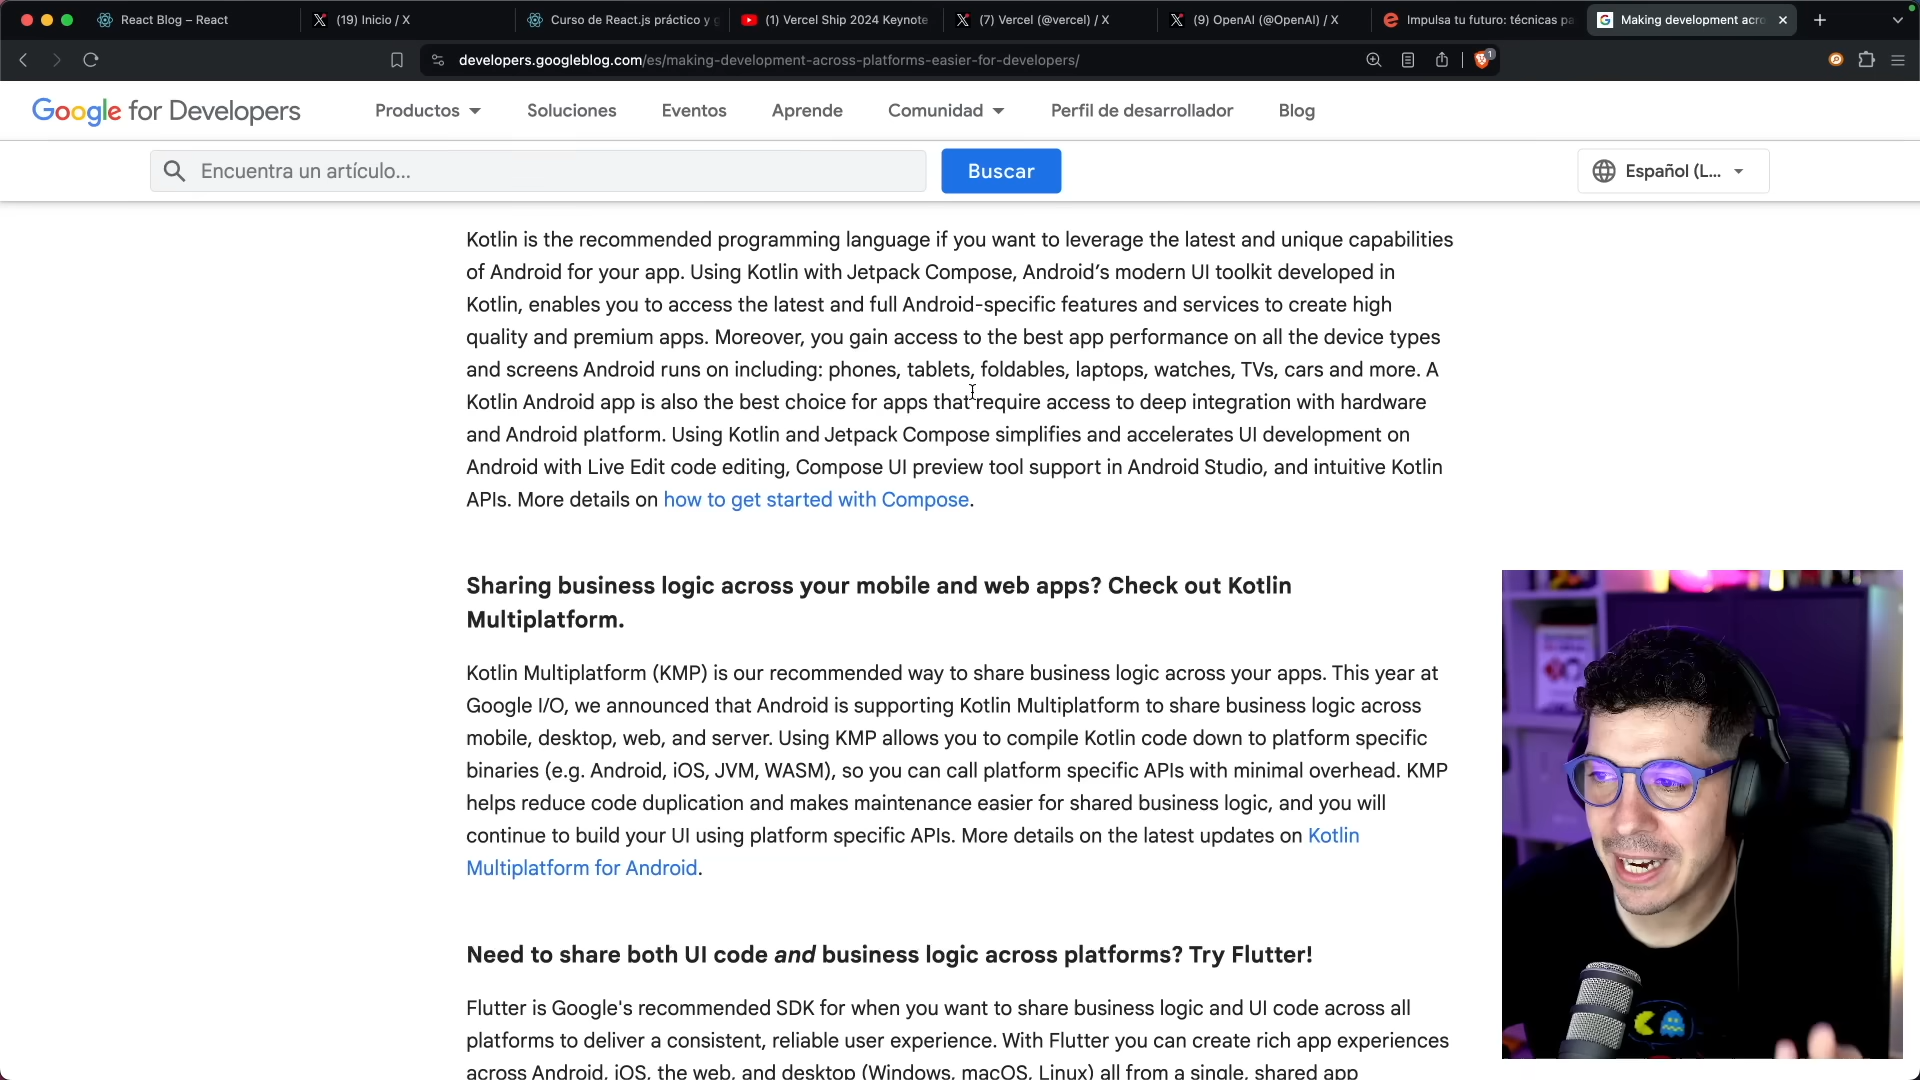 React Blog – React
(19) Inicio / X
Curso de React.js práctico y g
(1) Vercel Ship 2024 Keynote
(7) Vercel (@vercel) / X
(9) OpenAI (@OpenAI) / X
Impulsa tu futuro: técnicas pa
Making development acro
developers.googleblog.com/es/making-development-across-platforms-easier-for-developers/
1
Google for Developers
Productos
Soluciones
Eventos
Aprende
Comunidad
Perfil de desarrollador
Blog
Encuentra un artículo...
Buscar
Español (L...
Kotlin is the recommended programming language if you want to leverage the latest and unique capabilities
of Android for your app. Using Kotlin with Jetpack Compose, Android’s modern UI toolkit developed in
Kotlin, enables you to access the latest and full Android-specific features and services to create high
quality and premium apps. Moreover, you gain access to the best app performance on all the device types
and screens Android runs on including: phones, tablets, foldables, laptops, watches, TVs, cars and more. A
Kotlin Android app is also the best choice for apps that require access to deep integration with hardware
and Android platform. Using Kotlin and Jetpack Compose simplifies and accelerates UI development on
Android with Live Edit code editing, Compose UI preview tool support in Android Studio, and intuitive Kotlin
APIs. More details on how to get started with Compose.
Sharing business logic across your mobile and web apps? Check out Kotlin
Multiplatform.
Kotlin Multiplatform (KMP) is our recommended way to share business logic across your apps. This year at
Google I/O, we announced that Android is supporting Kotlin Multiplatform to share business logic across
mobile, desktop, web, and server. Using KMP allows you to compile Kotlin code down to platform specific
binaries (e.g. Android, iOS, JVM, WASM), so you can call platform specific APIs with minimal overhead. KMP
helps reduce code duplication and makes maintenance easier for shared business logic, and you will
continue to build your UI using platform specific APIs. More details on the latest updates on Kotlin
Multiplatform for Android.
Need to share both UI code and business logic across platforms? Try Flutter!
Flutter is Google's recommended SDK for when you want to share business logic and UI code across all
platforms to deliver a consistent, reliable user experience. With Flutter you can create rich app experiences
across Android, iOS, the web, and desktop (Windows, macOS, Linux) all from a single, shared app